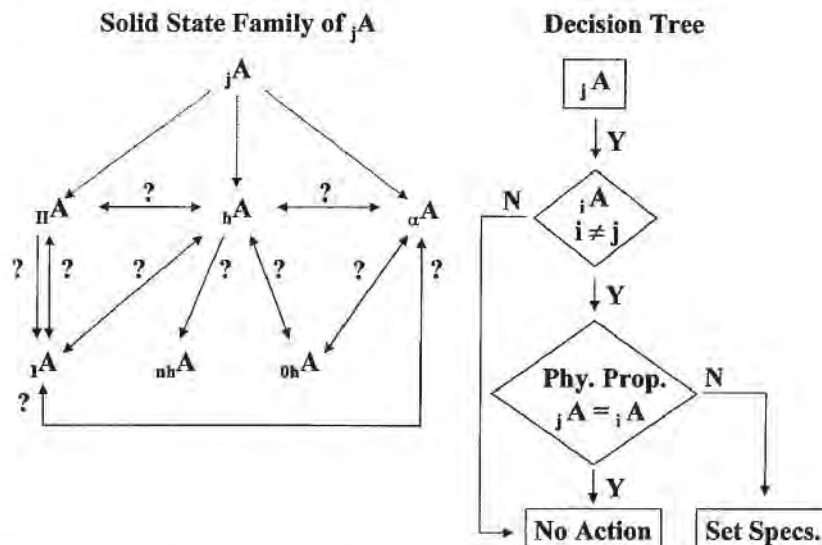 Solid State Family of jA
jA
?
?
IIA
hA
αA
?
?
?
?
?
?
?
1A
nhA
0hA
?
Decision Tree
jA
Y
N
iA
i ≠ j
Y
Phy. Prop.
jA = iA
N
Y
No Action
Set Specs.